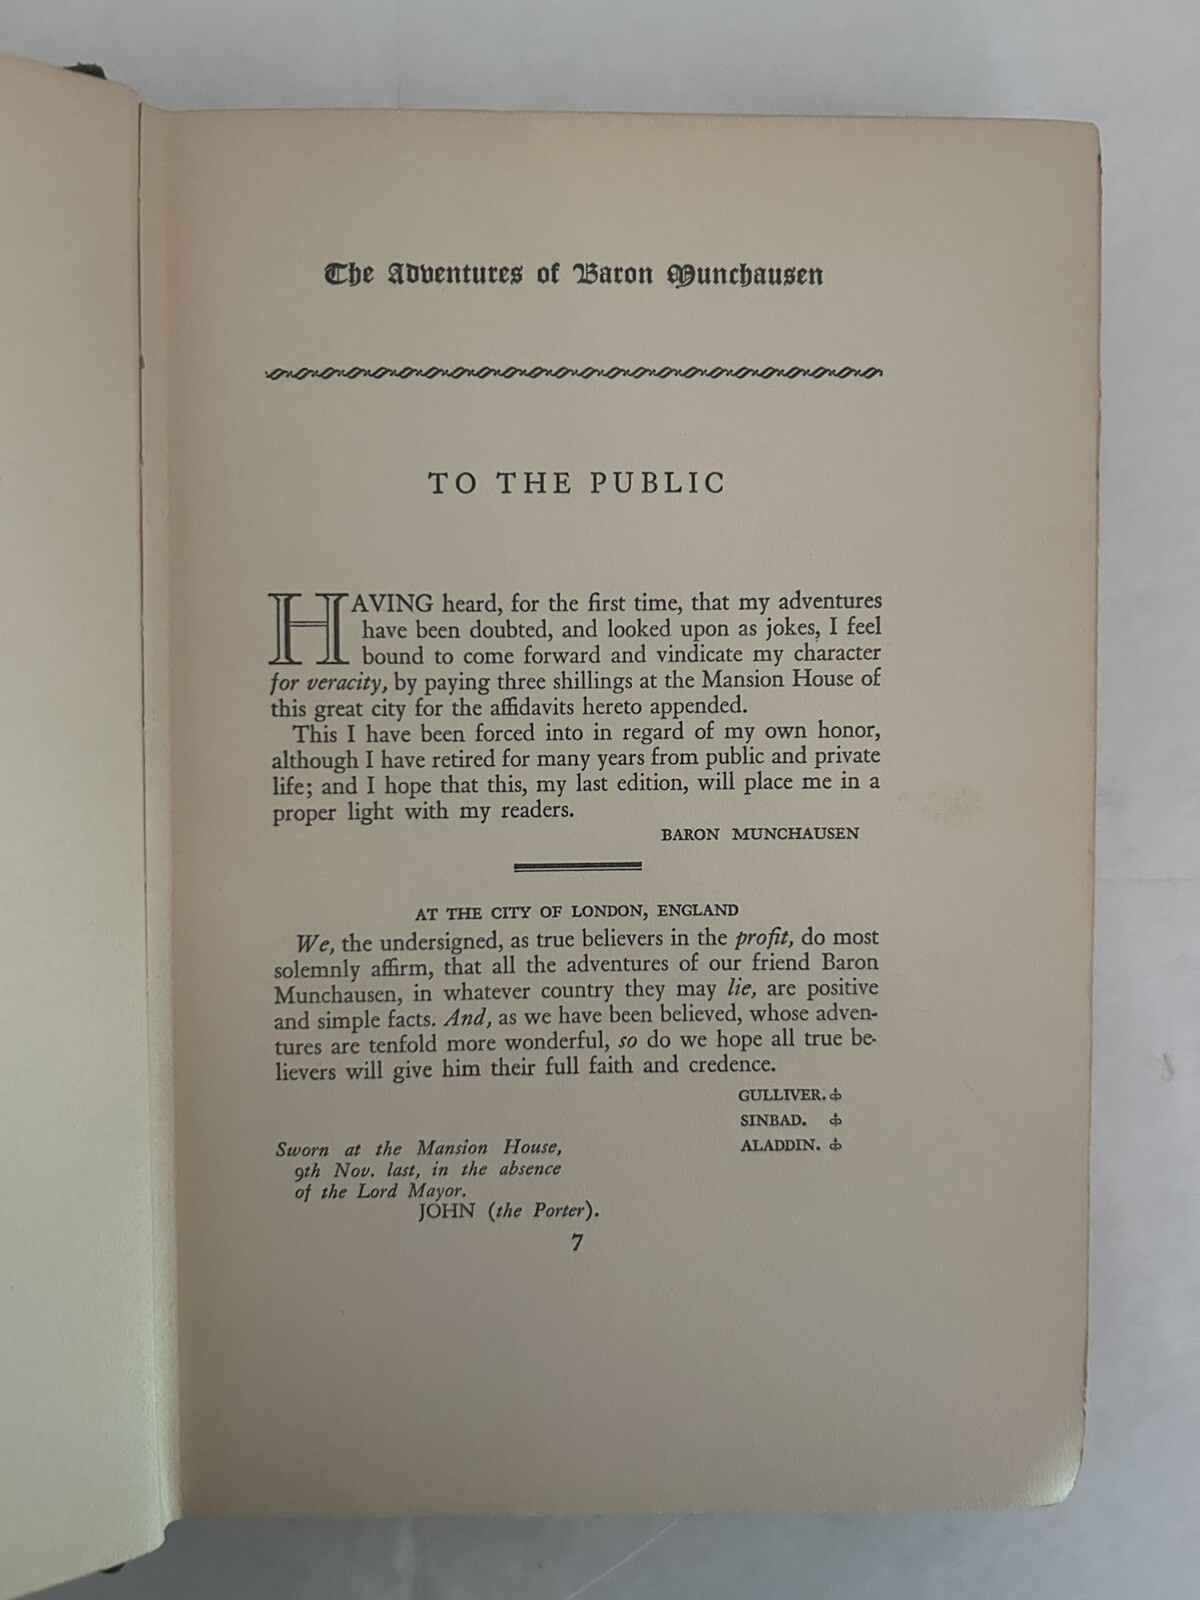 The Adventures of Baron Munchausen
TO THE PUBLIC
HAVING heard, for the first time, that my adventures
have been doubted, and looked upon as jokes, I feel
bound to come forward and vindicate my character
for veracity, by paying three shillings at the Mansion House of
this great city for the affidavits hereto appended.
This I have been forced into in regard of my own honor,
although I have retired for many years from public and private
life; and I hope that this, my last edition, will place me in a
proper light with my readers.
BARON MUNCHAUSEN
AT THE CITY OF LONDON, ENGLAND
We, the undersigned, as true believers in the profit, do most
solemnly affirm, that all the adventures of our friend Baron
Munchausen, in whatever country they may lie, are positive
and simple facts. And, as we have been believed, whose adven-
tures are tenfold more wonderful, so do we hope all true be-
lievers will give him their full faith and credence.
GULLIVER.
SINBAD.
ALADDIN.
Sworn at the Mansion House,
9th Nov. last, in the absence
of the Lord Mayor.
JOHN (the Porter).
7